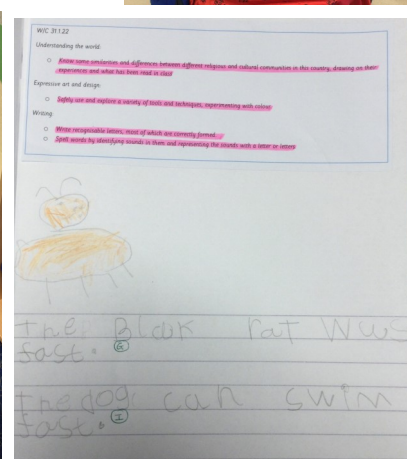 W/C 31.1.22
Understanding the world:
Know some similarities and differences between different religious and cultural communities in this country, drawing on their
experiences and what has been read in class
Expressive art and design:
Safely use and explore a variety of tools and techniques, experimenting with colour
Writing:
Write recognisable letters, most of which are correctly formed.
Spell words by identifying sounds in them and representing the sounds with a letter or letters
the Black rat wus
fast. G
The dog can swim
fast. I